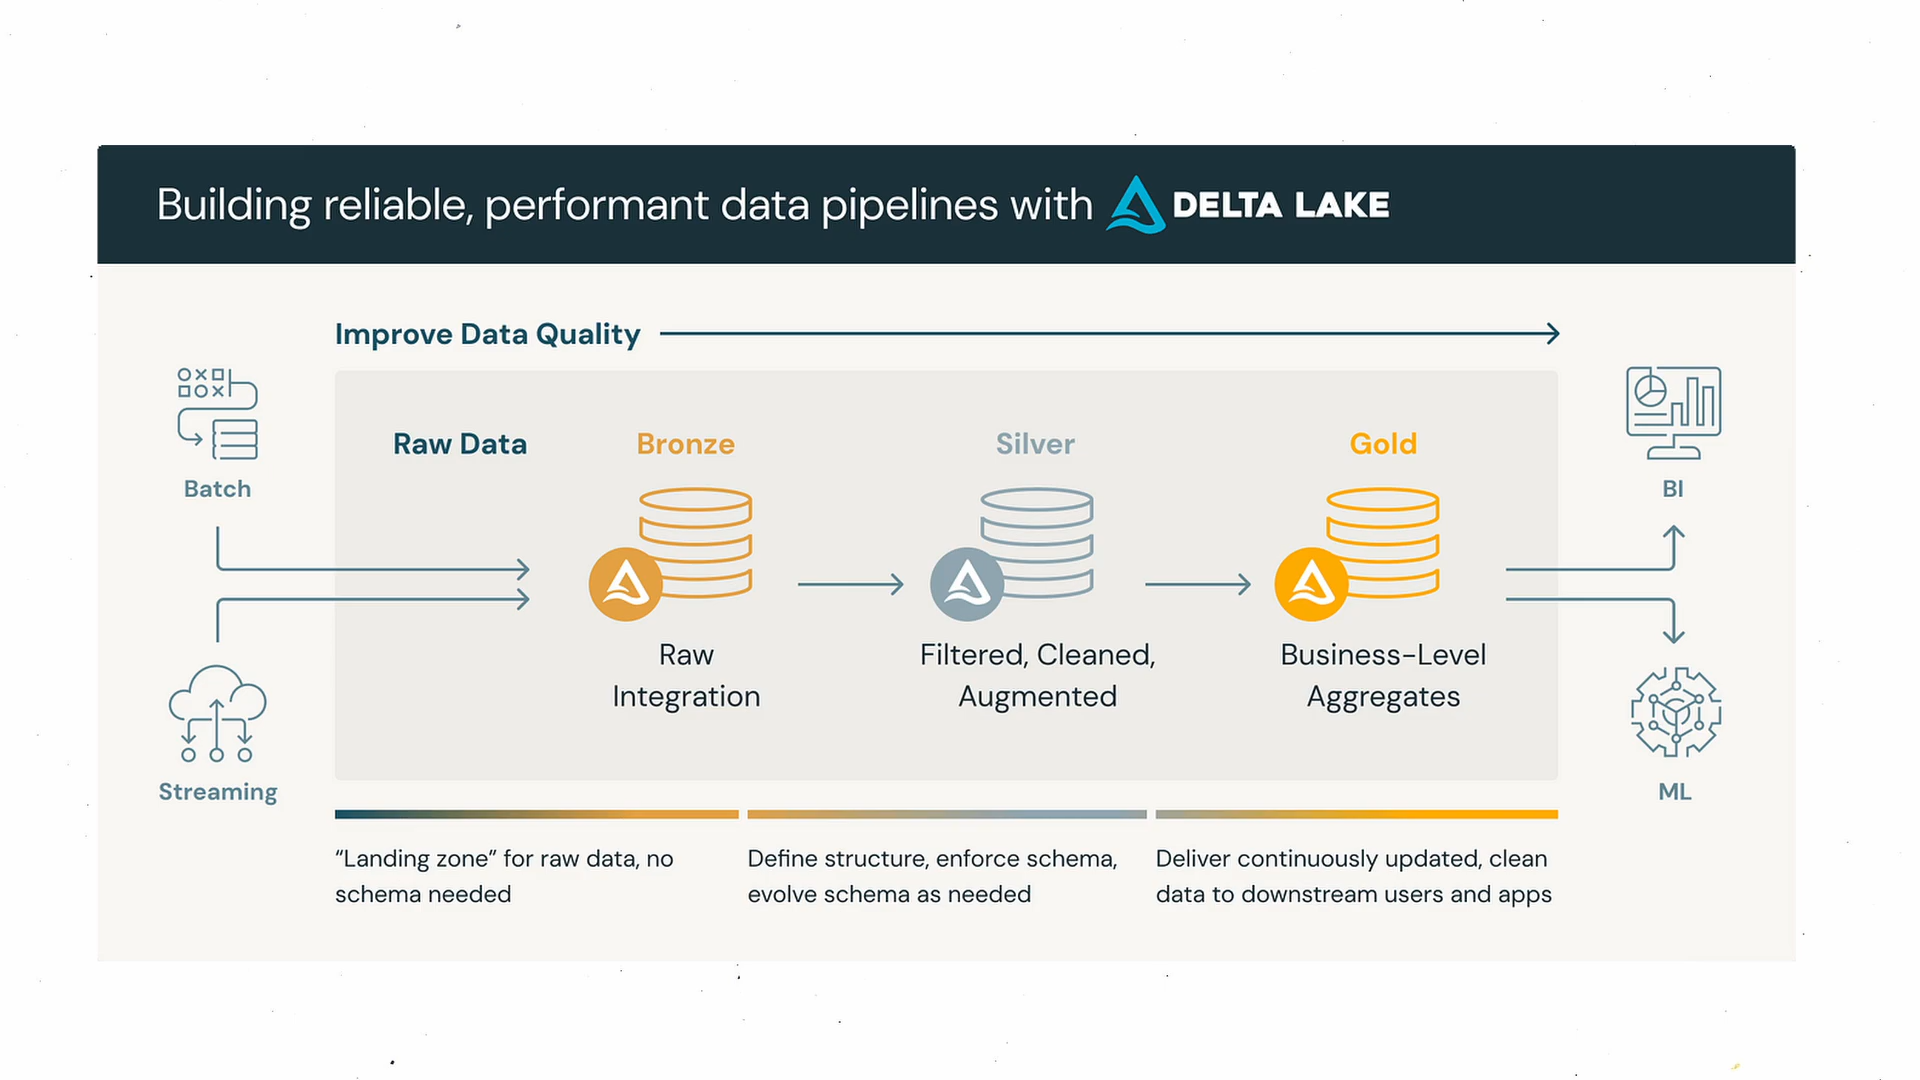 Building reliable, performant data pipelines with DELTA LAKE
Improve Data Quality
Batch
Streaming
Raw Data
Bronze
Raw
Integration
Silver
Filtered, Cleaned,
Augmented
Gold
Business-Level
Aggregates
BI
ML
“Landing zone” for raw data, no
schema needed
Define structure, enforce schema,
evolve schema as needed
Deliver continuously updated, clean
data to downstream users and apps